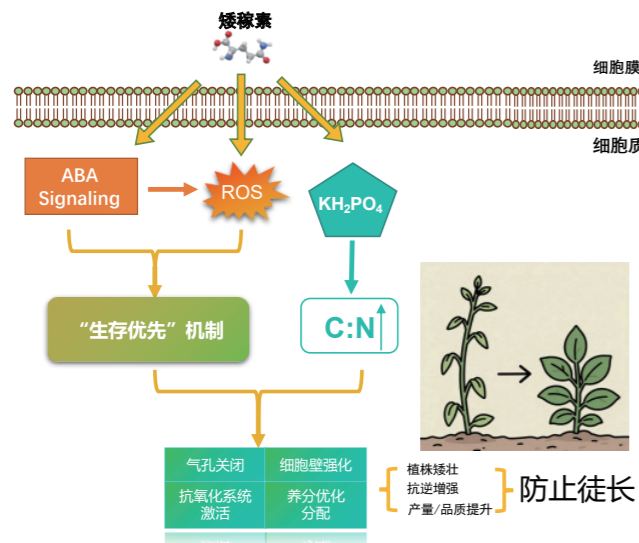 矮稼素
细胞膜
细胞质
ABA
Signaling
ROS
KH₂PO₄
“生存优先”机制
C:N
气孔关闭
细胞壁强化
抗氧化系统
激活
养分优化
分配
植株矮壮
抗逆增强
产量/品质提升
防止徒长